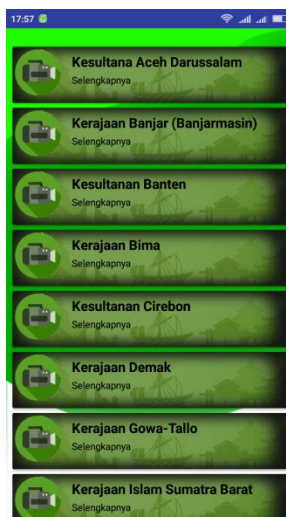 17:57
Kesultana Aceh Darussalam
Selengkapnya
Kerajaan Banjar (Banjarmasin)
Selengkapnya
Kesultanan Banten
Selengkapnya
Kerajaan Bima
Selengkapnya
Kesultanan Cirebon
Selengkapnya
Kerajaan Demak
Selengkapnya
Kerajaan Gowa-Tallo
Selengkapnya
Kerajaan Islam Sumatra Barat
Selengkapnya